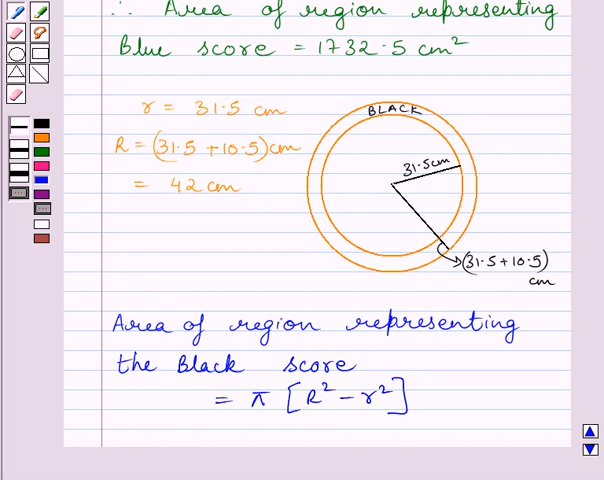 ∴ Area of region representing
Blue score = 1732.5 cm²
r = 31.5 cm
R = (31.5 + 10.5) cm
= 42 cm
BLACK
31.5cm
(31.5+10.5)
cm
Area of region representing
the Black score
= π [R² - r²]